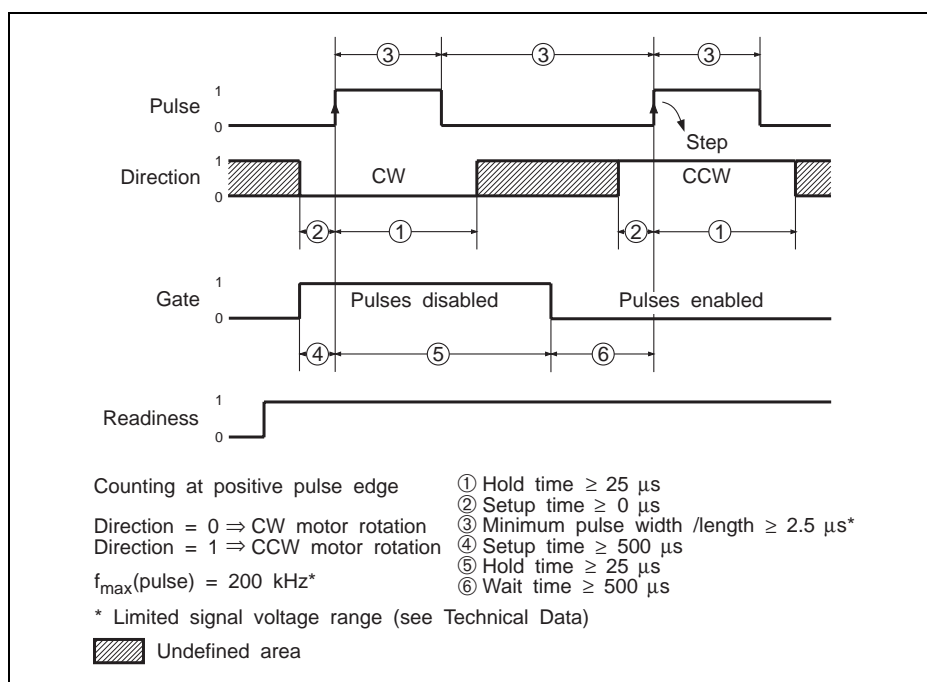 ③ ③ ③
Pulse 1 0
Step
Direction 1 0 CW CCW
② ① ② ①
Gate 1 0 Pulses disabled Pulses enabled
④ ⑤ ⑥
Readiness 1 0
Counting at positive pulse edge
Direction = 0 ⇒ CW motor rotation
Direction = 1 ⇒ CCW motor rotation
fmax(pulse) = 200 kHz*
① Hold time ≥ 25 µs
② Setup time ≥ 0 µs
③ Minimum pulse width /length ≥ 2.5 µs*
④ Setup time ≥ 500 µs
⑤ Hold time ≥ 25 µs
⑥ Wait time ≥ 500 µs
* Limited signal voltage range (see Technical Data)
Undefined area